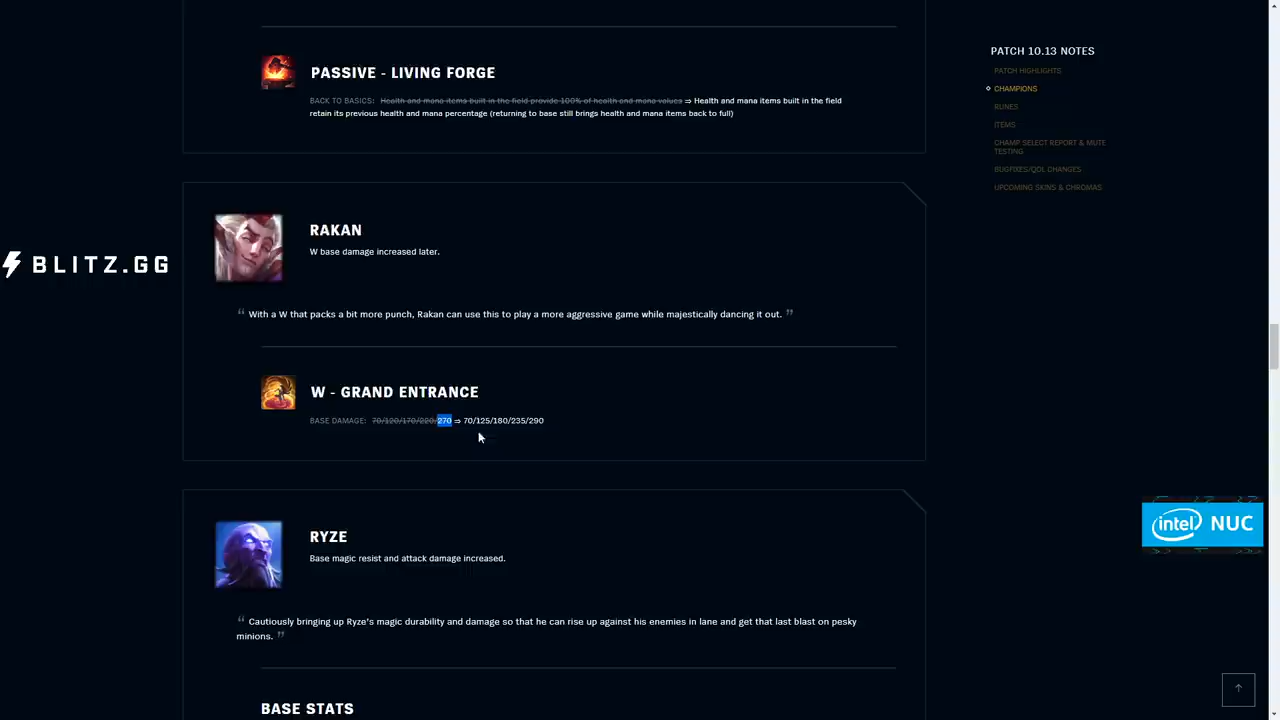 PASSIVE - LIVING FORGE
BACK TO BASICS: Health and mana items built in the field provide 100% of health and mana values ⇒ Health and mana items built in the field
retain its previous health and mana percentage (returning to base still brings health and mana items back to full)
RAKAN
W base damage increased later.
“ With a W that packs a bit more punch, Rakan can use this to play a more aggressive game while majestically dancing it out. ”
W - GRAND ENTRANCE
BASE DAMAGE: 70/120/170/220/270 ⇒ 70/125/180/235/290
RYZE
Base magic resist and attack damage increased.
“ Cautiously bringing up Ryze's magic durability and damage so that he can rise up against his enemies in lane and get that last blast on pesky
minions. ”
BASE STATS
PATCH 10.13 NOTES
PATCH HIGHLIGHTS
CHAMPIONS
RUNES
ITEMS
CHAMP SELECT REPORT & MUTE
TESTING
BUGFIXES/QOL CHANGES
UPCOMING SKINS & CHROMAS
BLITZ.GG
intel NUC